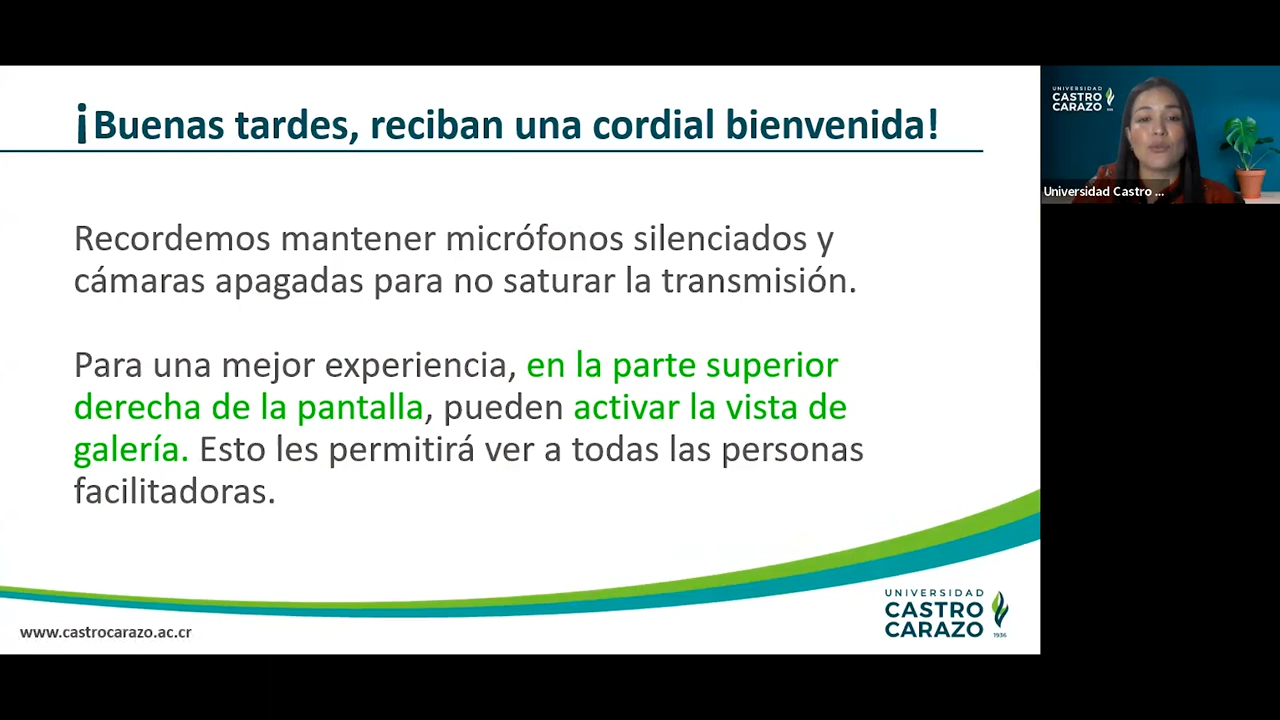 ¡Buenas tardes, reciban una cordial bienvenida!
Recordemos mantener micrófonos silenciados y
cámaras apagadas para no saturar la transmisión.
Para una mejor experiencia, en la parte superior
derecha de la pantalla, pueden activar la vista de
galería. Esto les permitirá ver a todas las personas
facilitadoras.
UNIVERSIDAD
CASTRO
CARAZO
1936
www.castrocarazo.ac.cr
UNIVERSIDAD
CASTRO
CARAZO
Universidad Castro ...